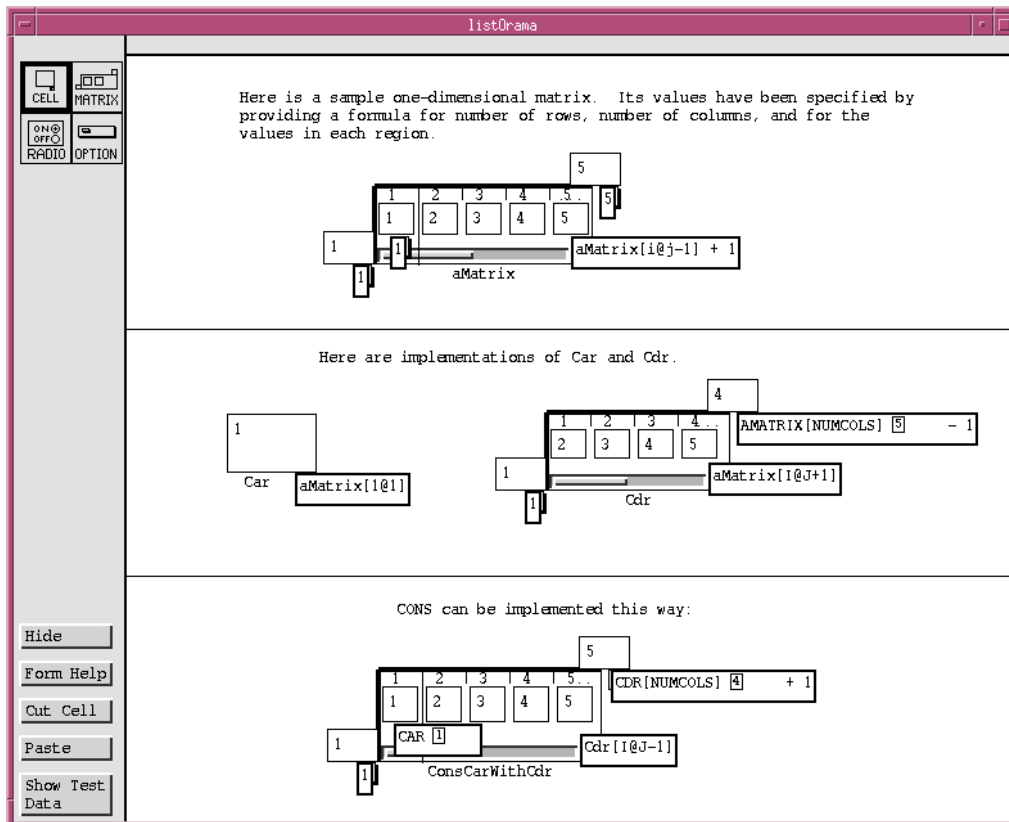 listOrama
CELL
MATRIX
ON
OFF
RADIO
OPTION
Here is a sample one-dimensional matrix. Its values have been specified by
providing a formula for number of rows, number of columns, and for the
values in each region.
5
5
1 2 3 4 5..
1 2 3 4 5
1
1
1
aMatrix[i@j-1] + 1
aMatrix
Here are implementations of Car and Cdr.
1
Car
aMatrix[1@1]
4
AMATRIX[NUMCOLS] 5 - 1
1 2 3 4..
2 3 4 5
1
1
aMatrix[I@J+1]
Cdr
CONS can be implemented this way:
5
CDR[NUMCOLS] 4 + 1
1 2 3 4 5..
1 2 3 4 5
1
CAR 1
1
Cdr[I@J-1]
ConsCarWithCdr
Hide
Form Help
Cut Cell
Paste
Show Test
Data